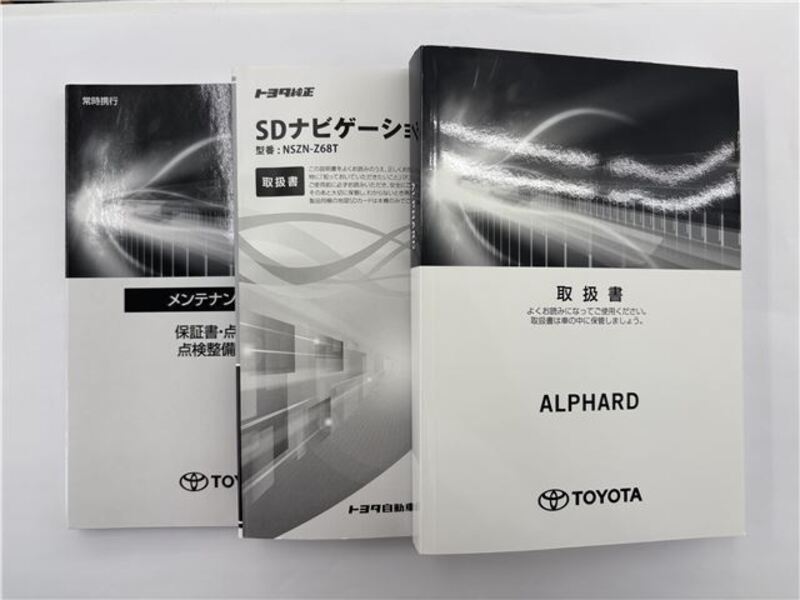 常時携行
メンテナン
保証書・点
点検整備
TOY
トヨタ純正
SDナビゲーショ
型番：NSZN-Z68T
取扱書
ALPHARD
トヨタ自動車
取扱書
よくお読みになってご使用ください。
取扱書は車の中に保管しましょう。
ALPHARD
TOYOTA